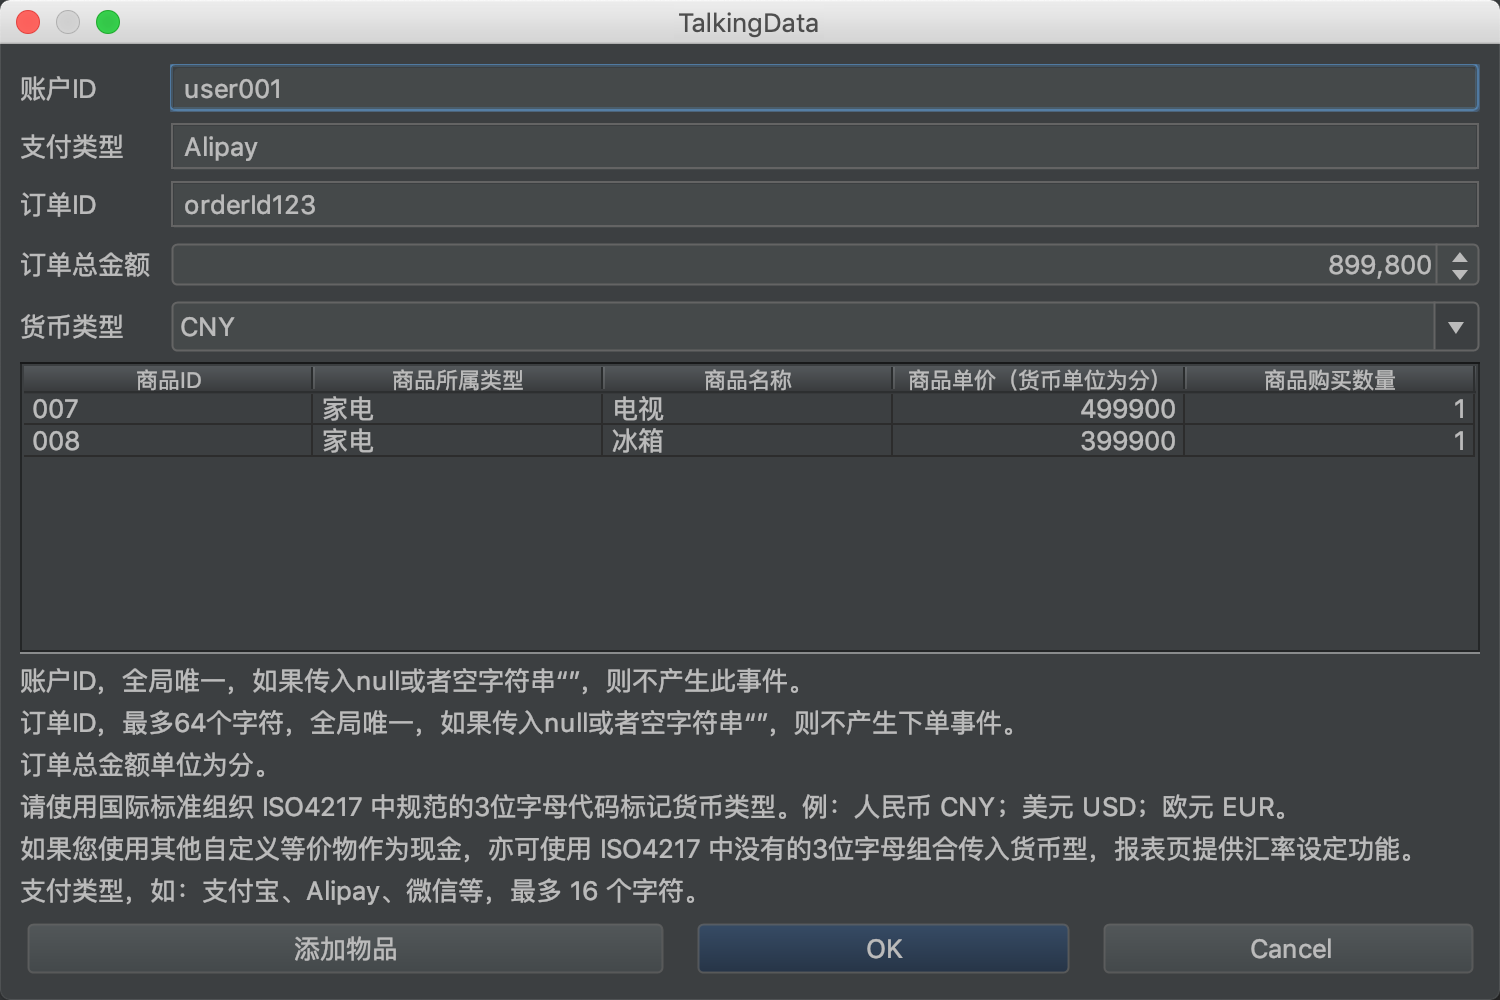 TalkingData
账户ID user001
支付类型 Alipay
订单ID orderId123
订单总金额 899,800
货币类型 CNY
商品ID 商品所属类型 商品名称 商品单价（货币单位为分） 商品购买数量
007 家电 电视 499900 1
008 家电 冰箱 399900 1
账户ID，全局唯一，如果传入null或者空字符串“”，则不产生此事件。
订单ID，最多64个字符，全局唯一，如果传入null或者空字符串“”，则不产生下单事件。
订单总金额单位为分。
请使用国际标准组织 ISO4217 中规范的3位字母代码标记货币类型。例：人民币 CNY；美元 USD；欧元 EUR。
如果您使用其他自定义等价物作为现金，亦可使用 ISO4217 中没有的3位字母组合传入货币型，报表页提供汇率设定功能。
支付类型，如：支付宝、Alipay、微信等，最多 16 个字符。
添加物品 OK Cancel